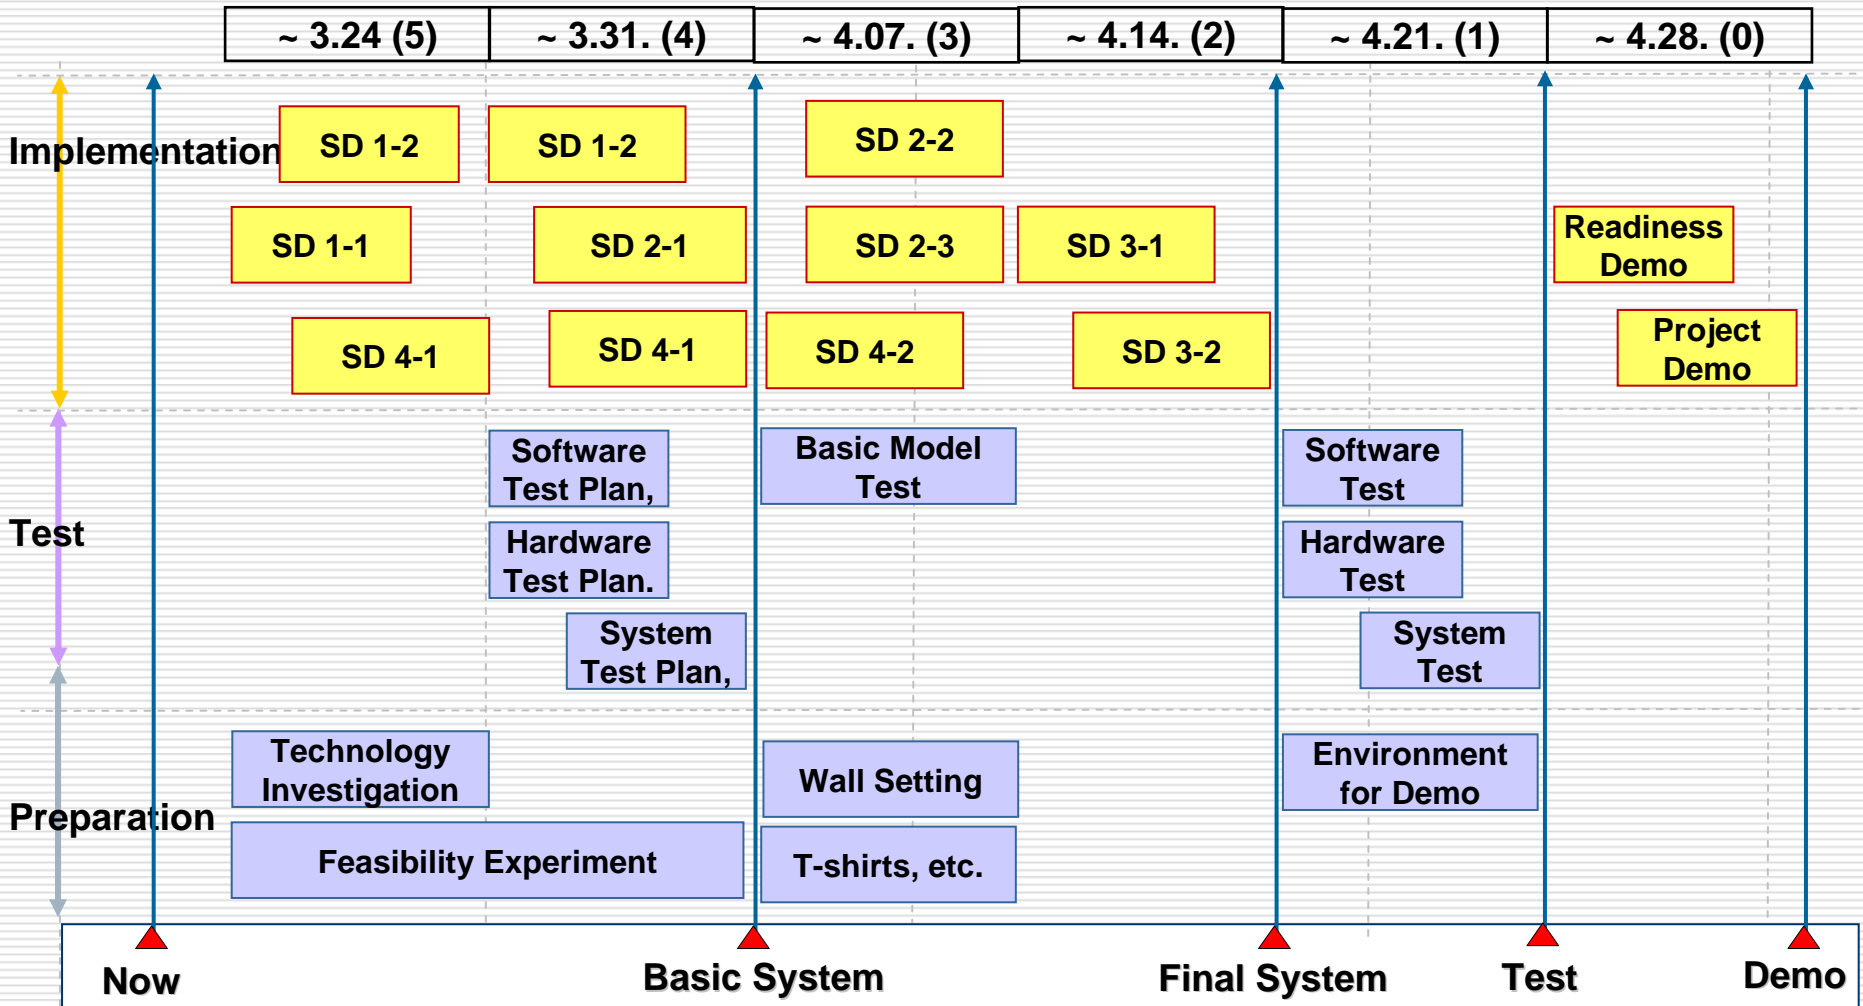 ~ 3.24 (5)
~ 3.31. (4)
~ 4.07. (3)
~ 4.14. (2)
~ 4.21. (1)
~ 4.28. (0)
Implementation
SD 1-2
SD 1-2
SD 2-2
SD 1-1
SD 2-1
SD 2-3
SD 3-1
Readiness
Demo
SD 4-1
SD 4-1
SD 4-2
SD 3-2
Project
Demo
Test
Software
Test Plan,
Basic Model
Test
Software
Test
Hardware
Test Plan.
Hardware
Test
System
Test Plan,
System
Test
Preparation
Technology
Investigation
Wall Setting
Environment
for Demo
Feasibility Experiment
T-shirts, etc.
Now
Basic System
Final System
Test
Demo